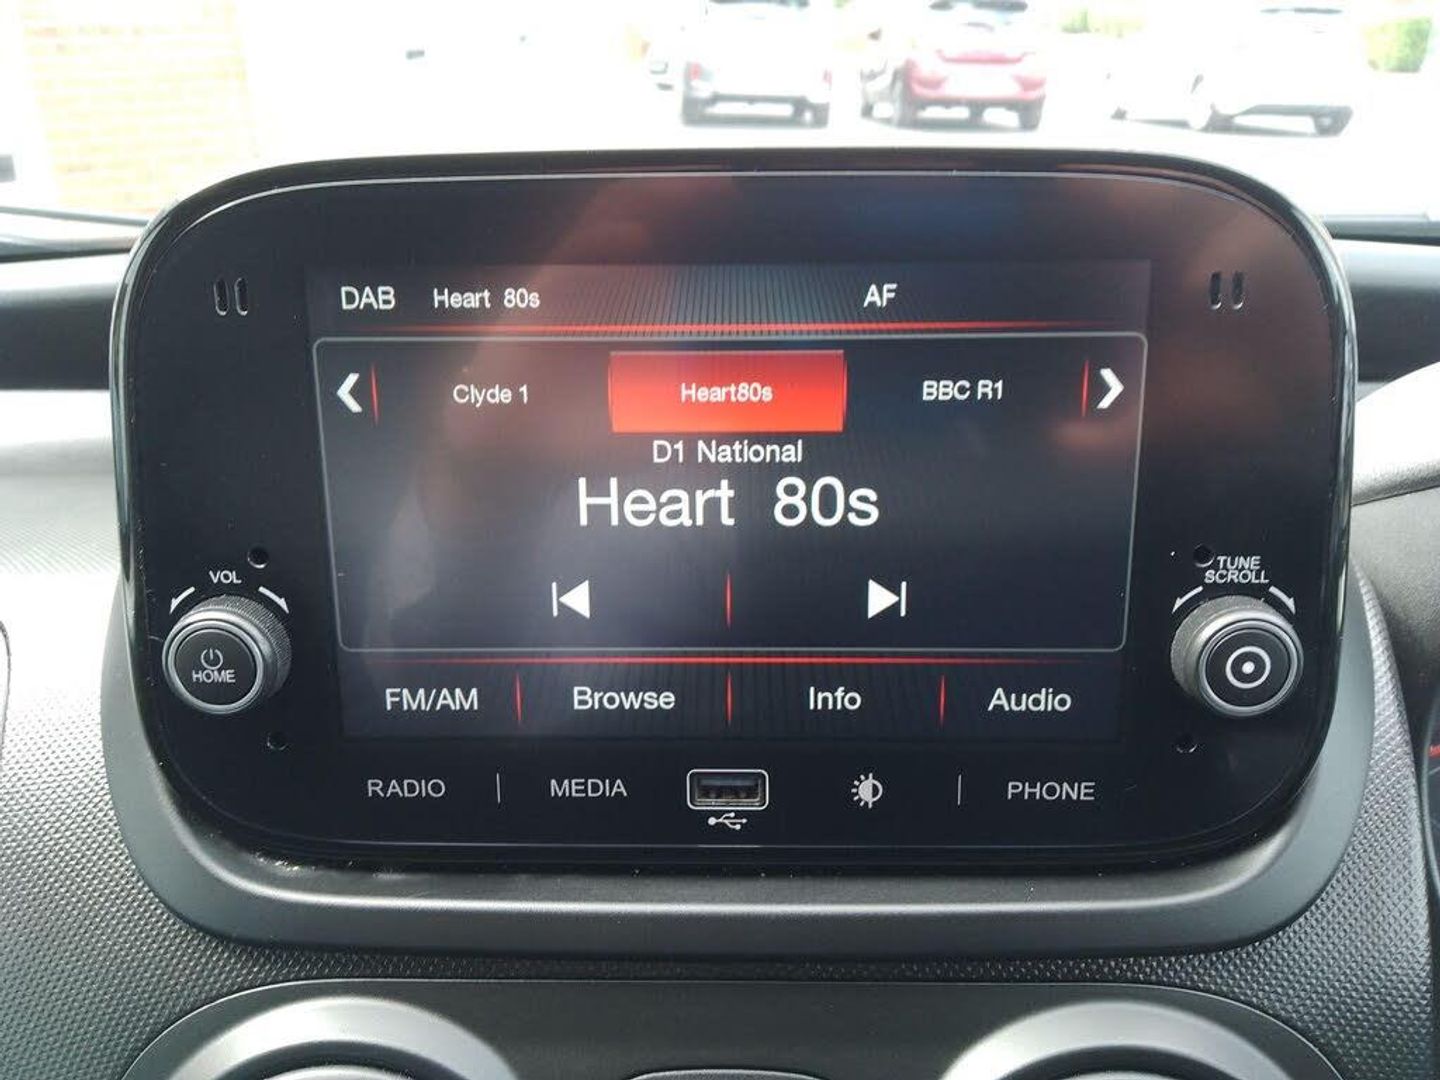 DAB Heart 80s AF
Clyde 1 Heart80s BBC R1
D1 National
Heart 80s
VOL
TUNE
SCROLL
HOME
FM/AM Browse Info Audio
RADIO MEDIA PHONE